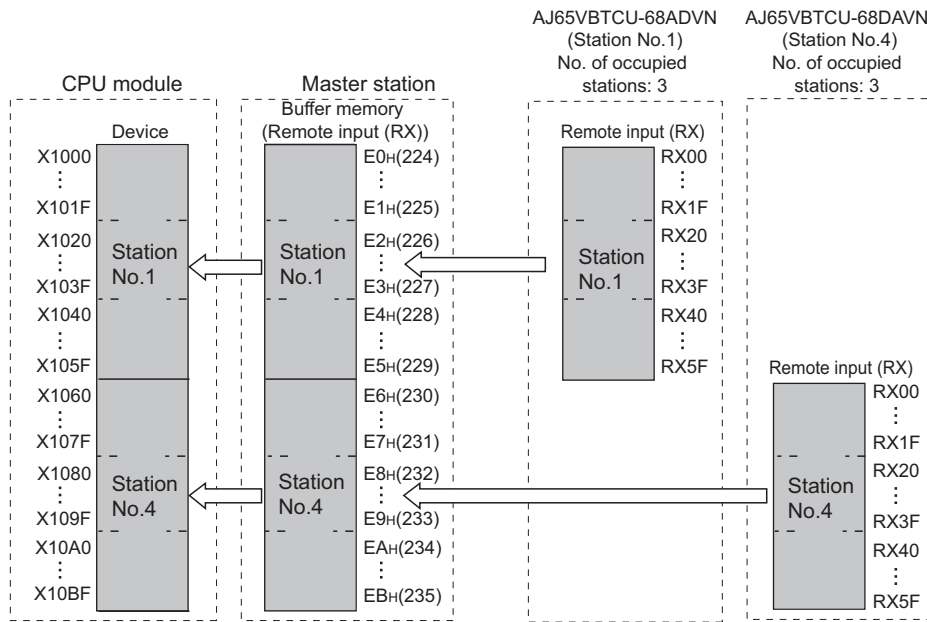 AJ65VBTCU-68ADVN
(Station No.1)
No. of occupied
stations: 3
AJ65VBTCU-68DAVN
(Station No.4)
No. of occupied
stations: 3
CPU module
Device
X1000
⋮
X101F
X1020
⋮
X103F
X1040
⋮
X105F
X1060
⋮
X107F
X1080
⋮
X109F
X10A0
⋮
X10BF
Station
No.1
Station
No.4
Master station
Buffer memory
(Remote input (RX))
Station
No.1
Station
No.4
E0H(224)
⋮
E1H(225)
E2H(226)
⋮
E3H(227)
E4H(228)
⋮
E5H(229)
E6H(230)
⋮
E7H(231)
E8H(232)
⋮
E9H(233)
EAH(234)
⋮
EBH(235)
Remote input (RX)
Station
No.1
RX00
⋮
RX1F
RX20
⋮
RX3F
RX40
⋮
RX5F
Remote input (RX)
Station
No.4
RX00
⋮
RX1F
RX20
⋮
RX3F
RX40
⋮
RX5F